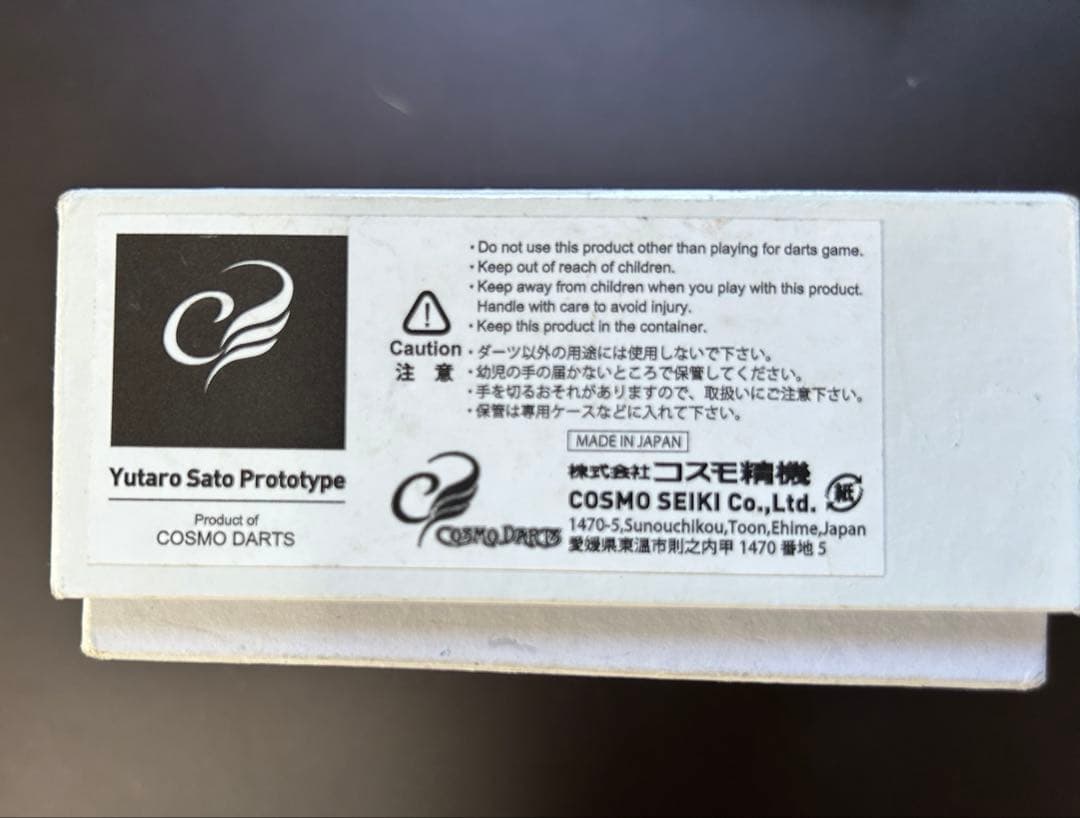 Yutaro Sato Prototype
Product of
COSMO DARTS
Caution
注 意
・Do not use this product other than playing for darts game.
・Keep out of reach of children.
・Keep away from children when you play with this product.
Handle with care to avoid injury.
・Keep this product in the container.
・ダーツ以外の用途には使用しないで下さい。
・幼児の手の届かないところで保管してください。
・手を切るおそれがありますので、取扱いにご注意下さい。
・保管は専用ケースなどに入れて下さい。
MADE IN JAPAN
COSMO DARTS
株式会社コスモ精機
COSMO SEIKI Co.,Ltd.
紙
1470-5,Sunouchikou,Toon,Ehime,Japan
愛媛県東温市則之内甲 1470 番地 5